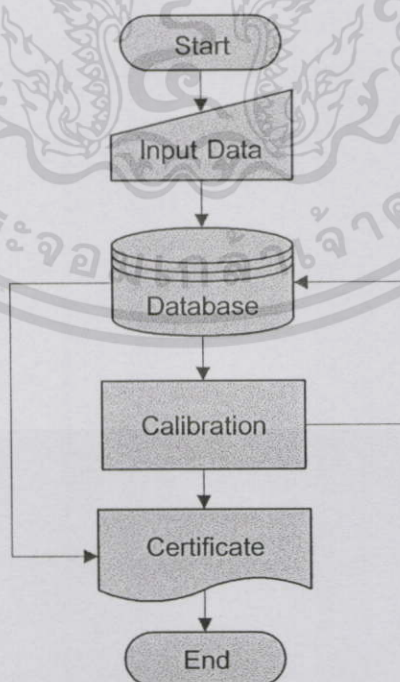 Start
Input Data
Database
Calibration
Certificate
End